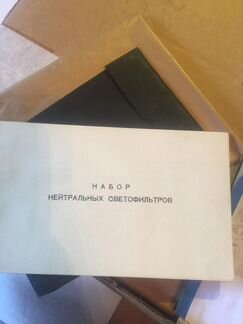 НАБОР
НЕЙТРАЛЬНЫХ СВЕТОФИЛЬТРОВ